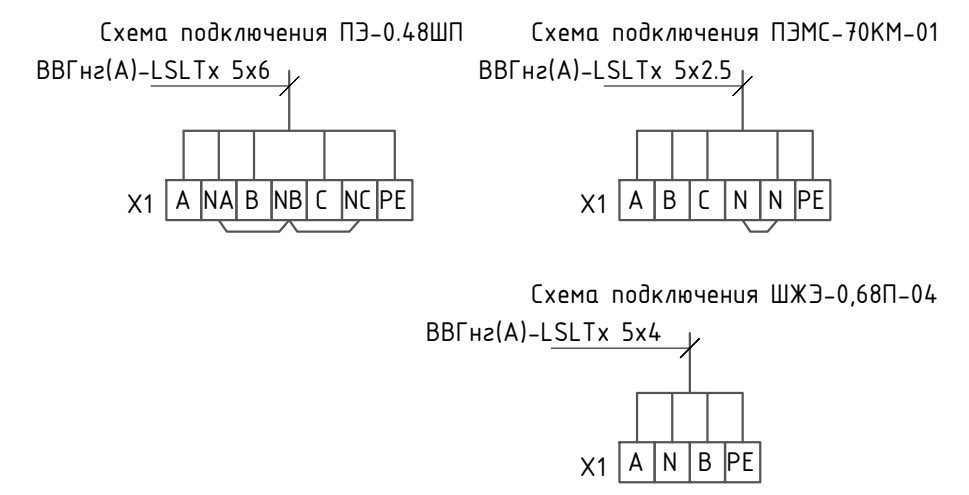 Схема подключения ПЭ-0.48ШП
ВВГнг(А)-LSLTx 5x6
X1 A NA B NB C NC PE
Схема подключения ПЭМС-70КМ-01
ВВГнг(А)-LSLTx 5x2.5
X1 A B C N N PE
Схема подключения ШЖЭ-0,68П-04
ВВГнг(А)-LSLTx 5x4
X1 A N B PE